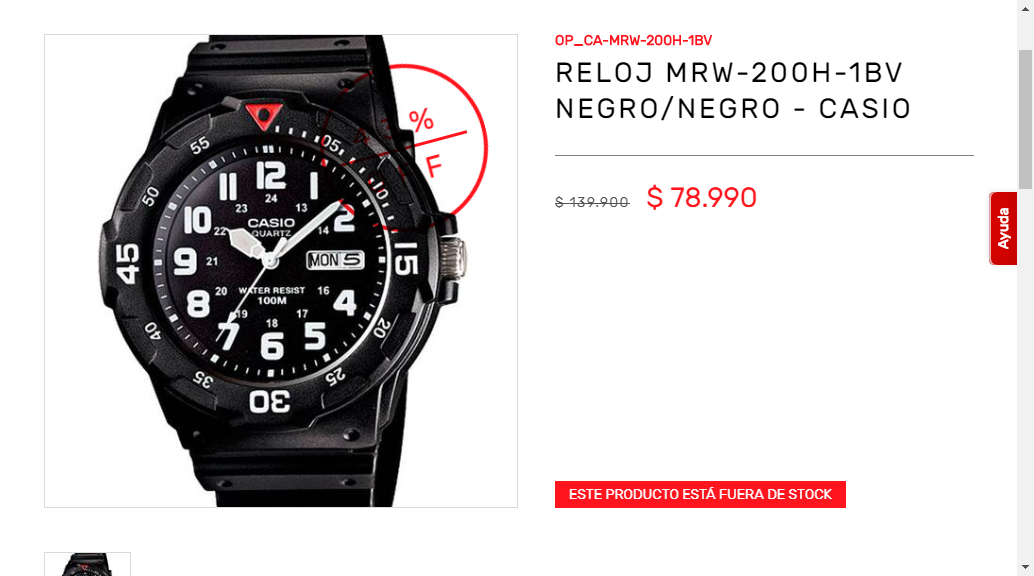 OP_CA-MRW-200H-1BV
RELOJ MRW-200H-1BV
NEGRO/NEGRO - CASIO
$ 139.900 $ 78.990
Ayuda
ESTE PRODUCTO ESTÁ FUERA DE STOCK
%
F
05
10
15
20
25
30
35
40
45
50
55
12
1
2
4
5
6
7
8
9
10
11
24
13
14
16
17
18
19
20
21
22
23
CASIO
QUARTZ
MON 5
WATER RESIST
100M